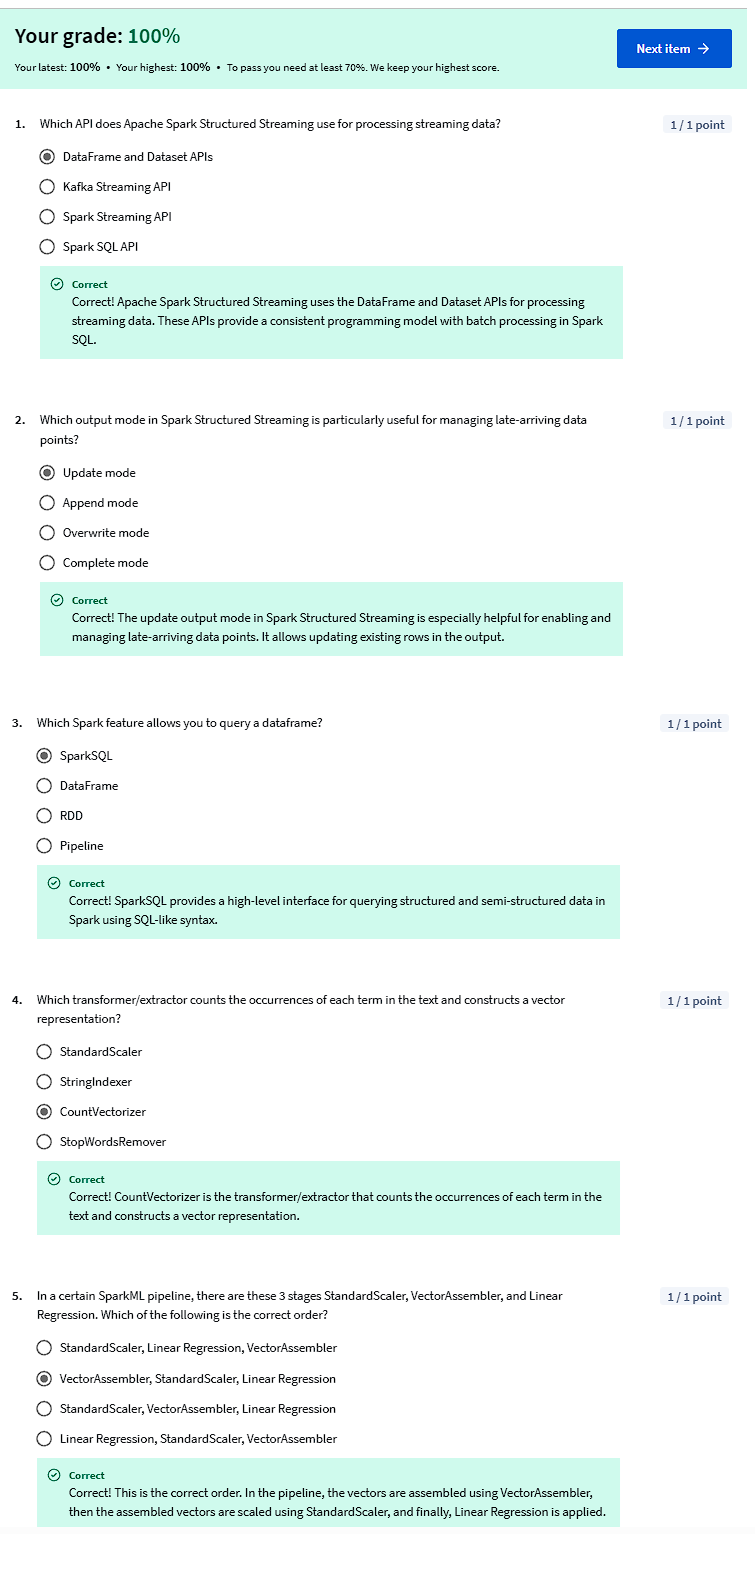 Your grade: 100%
Next item →
Your latest: 100% • Your highest: 100% • To pass you need at least 70%. We keep your highest score.
1. Which API does Apache Spark Structured Streaming use for processing streaming data?
1 / 1 point
DataFrame and Dataset APIs
Kafka Streaming API
Spark Streaming API
Spark SQL API
Correct
Correct! Apache Spark Structured Streaming uses the DataFrame and Dataset APIs for processing
streaming data. These APIs provide a consistent programming model with batch processing in Spark
SQL.
2. Which output mode in Spark Structured Streaming is particularly useful for managing late-arriving data
points?
1 / 1 point
Update mode
Append mode
Overwrite mode
Complete mode
Correct
Correct! The update output mode in Spark Structured Streaming is especially helpful for enabling and
managing late-arriving data points. It allows updating existing rows in the output.
3. Which Spark feature allows you to query a dataframe?
1 / 1 point
SparkSQL
DataFrame
RDD
Pipeline
Correct
Correct! SparkSQL provides a high-level interface for querying structured and semi-structured data in
Spark using SQL-like syntax.
4. Which transformer/extractor counts the occurrences of each term in the text and constructs a vector
representation?
1 / 1 point
StandardScaler
StringIndexer
CountVectorizer
StopWordsRemover
Correct
Correct! CountVectorizer is the transformer/extractor that counts the occurrences of each term in the
text and constructs a vector representation.
5. In a certain SparkML pipeline, there are these 3 stages StandardScaler, VectorAssembler, and Linear
Regression. Which of the following is the correct order?
1 / 1 point
StandardScaler, Linear Regression, VectorAssembler
VectorAssembler, StandardScaler, Linear Regression
StandardScaler, VectorAssembler, Linear Regression
Linear Regression, StandardScaler, VectorAssembler
Correct
Correct! This is the correct order. In the pipeline, the vectors are assembled using VectorAssembler,
then the assembled vectors are scaled using StandardScaler, and finally, Linear Regression is applied.